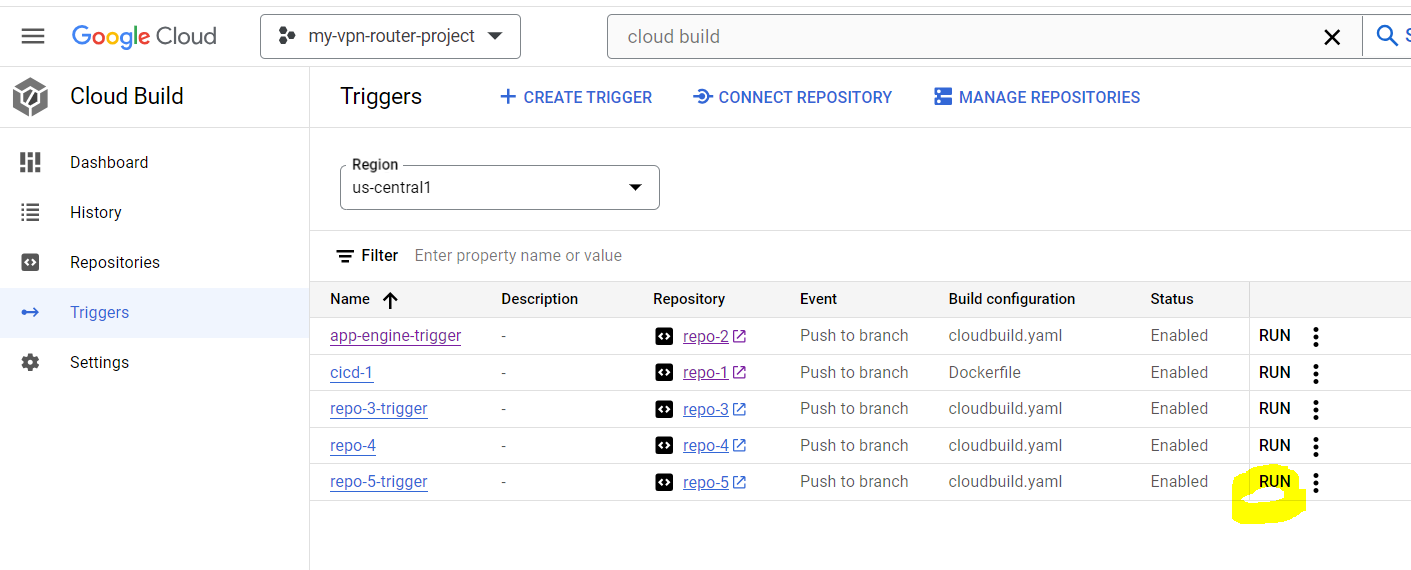 Google Cloud my-vpn-router-project cloud build S
Cloud Build Triggers CREATE TRIGGER CONNECT REPOSITORY MANAGE REPOSITORIES
Dashboard
History
Repositories
Triggers
Settings
Region
us-central1
Filter Enter property name or value
Name Description Repository Event Build configuration Status
app-engine-trigger - repo-2 Push to branch cloudbuild.yaml Enabled RUN
cicd-1 - repo-1 Push to branch Dockerfile Enabled RUN
repo-3-trigger - repo-3 Push to branch cloudbuild.yaml Enabled RUN
repo-4 - repo-4 Push to branch cloudbuild.yaml Enabled RUN
repo-5-trigger - repo-5 Push to branch cloudbuild.yaml Enabled RUN